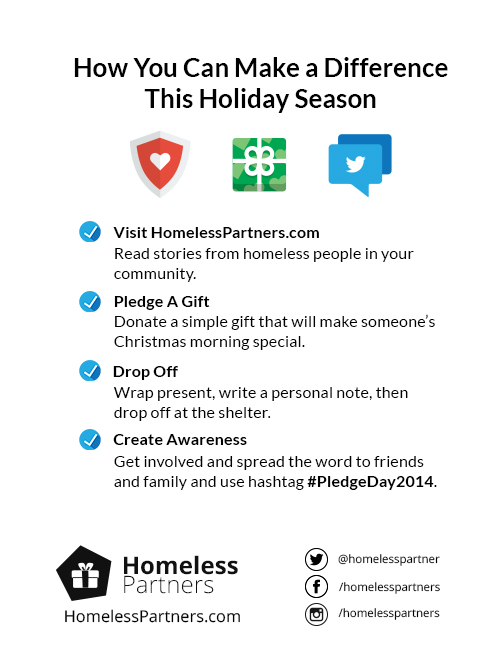 How You Can Make a Difference
This Holiday Season
Visit HomelessPartners.com
Read stories from homeless people in your
community.
Pledge A Gift
Donate a simple gift that will make someone's
Christmas morning special.
Drop Off
Wrap present, write a personal note, then
drop off at the shelter.
Create Awareness
Get involved and spread the word to friends
and family and use hashtag #PledgeDay2014.
Homeless
Partners
HomelessPartners.com
@homelesspartner
/homelesspartners
/homelesspartners